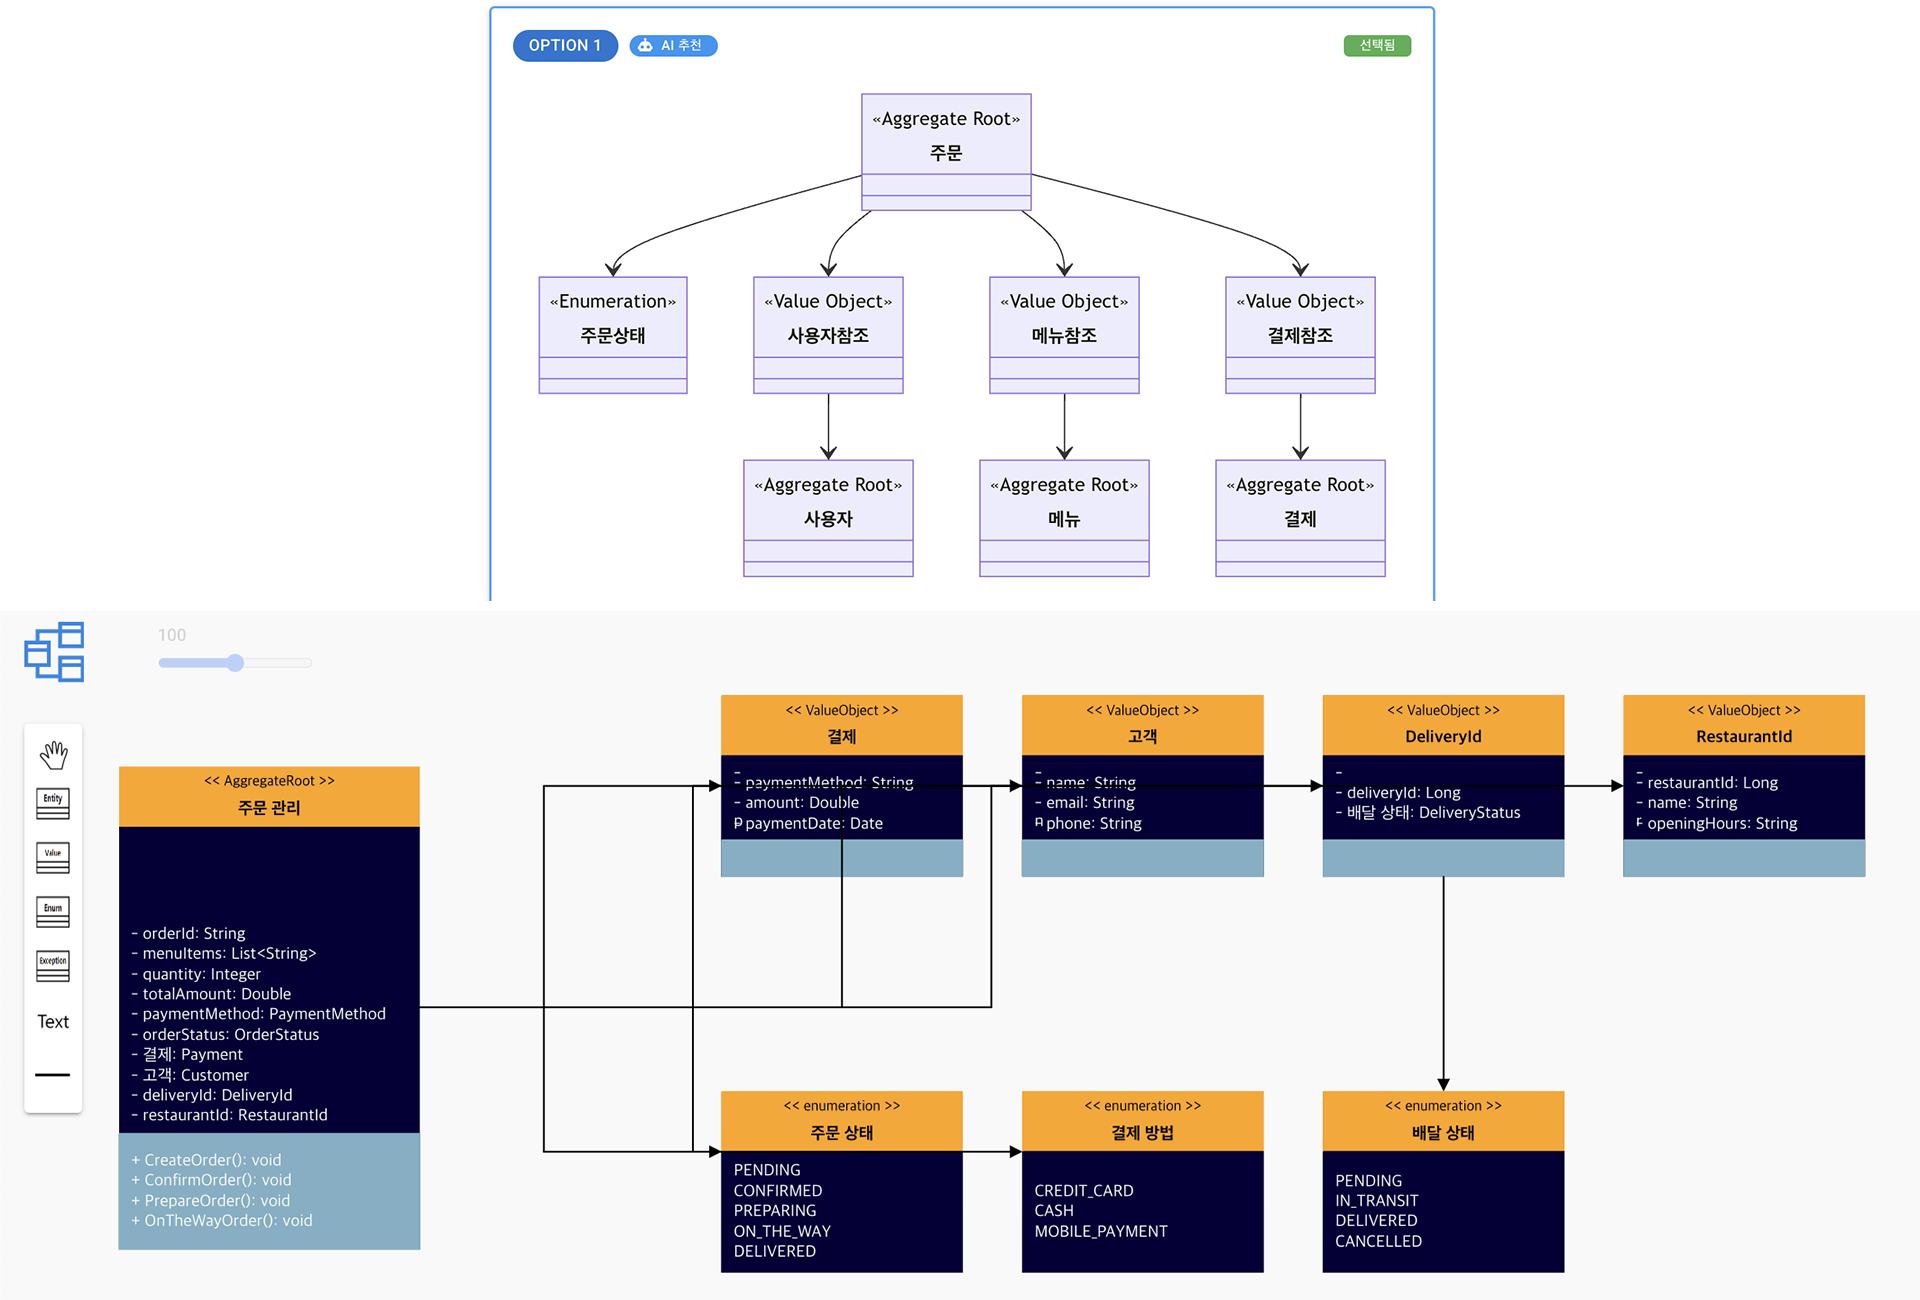 OPTION 1
AI 추천
선택됨
«Aggregate Root»
주문
«Enumeration»
주문상태
«Value Object»
사용자참조
«Value Object»
메뉴참조
«Value Object»
결제참조
«Aggregate Root»
사용자
«Aggregate Root»
메뉴
«Aggregate Root»
결제
100
Entity
Value
Enum
Exception
Text
<< AggregateRoot >>
주문 관리
- orderId: String
- menuItems: List<String>
- quantity: Integer
- totalAmount: Double
- paymentMethod: PaymentMethod
- orderStatus: OrderStatus
- 결제: Payment
- 고객: Customer
- deliveryId: DeliveryId
- restaurantId: RestaurantId
+ CreateOrder(): void
+ ConfirmOrder(): void
+ PrepareOrder(): void
+ OnTheWayOrder(): void
<< ValueObject >>
결제
-
- paymentMethod: String
- amount: Double
- paymentDate: Date
<< ValueObject >>
고객
-
- name: String
- email: String
- phone: String
<< ValueObject >>
DeliveryId
-
- deliveryId: Long
- 배달 상태: DeliveryStatus
<< ValueObject >>
RestaurantId
-
- restaurantId: Long
- name: String
- openingHours: String
<< enumeration >>
주문 상태
PENDING
CONFIRMED
PREPARING
ON_THE_WAY
DELIVERED
<< enumeration >>
결제 방법
CREDIT_CARD
CASH
MOBILE_PAYMENT
<< enumeration >>
배달 상태
PENDING
IN_TRANSIT
DELIVERED
CANCELLED